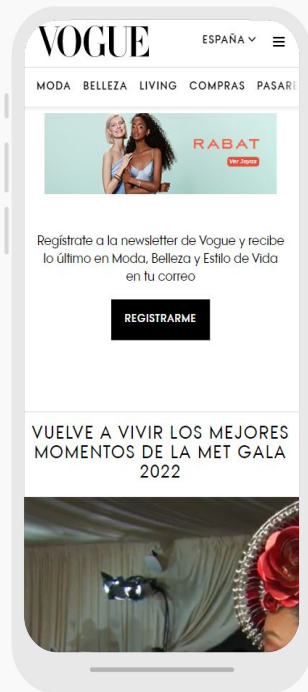 VOGUE
ESPAÑA
MODA BELLEZA LIVING COMPRAS
RABAT
Ver Joyas
Regístrate a la newsletter de Vogue y recibe
lo último en Moda, Belleza y Estilo de Vida
en tu correo
REGISTRARME
VUELVE A VIVIR LOS MEJORES
MOMENTOS DE LA MET GALA
2022